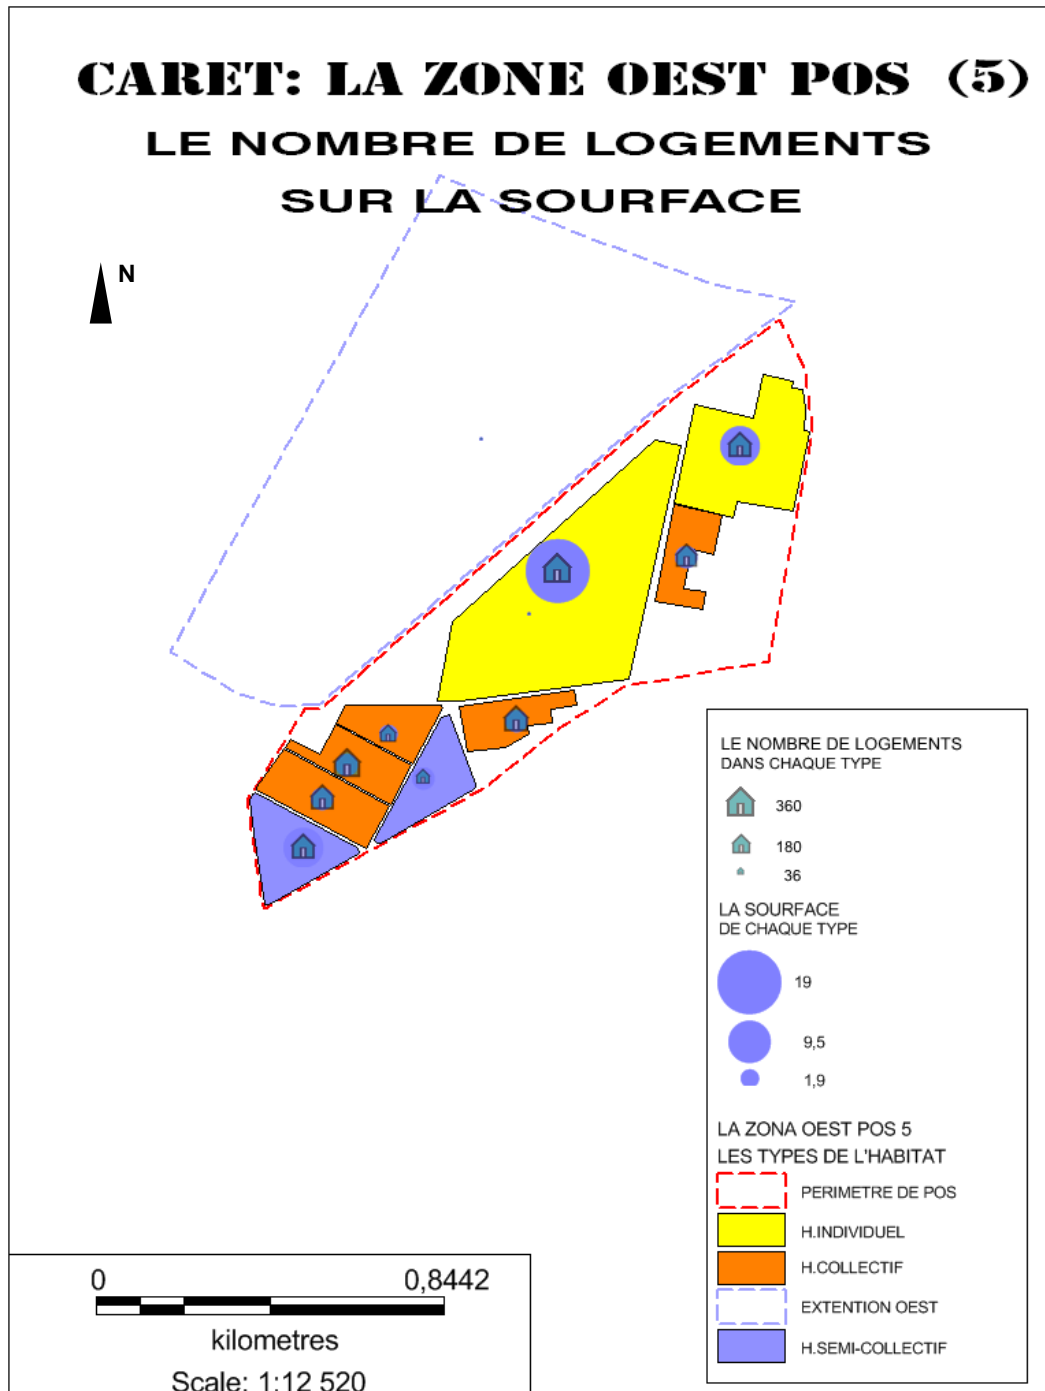 CARET: LA ZONE OEST POS (5)
LE NOMBRE DE LOGEMENTS
SUR LA SOURFACE
N
LE NOMBRE DE LOGEMENTS
DANS CHAQUE TYPE
360
180
36
LA SOURFACE
DE CHAQUE TYPE
19
9,5
1,9
LA ZONA OEST POS 5
LES TYPES DE L'HABITAT
PERIMETRE DE POS
H.INDIVIDUEL
H.COLLECTIF
EXTENTION OEST
H.SEMI-COLLECTIF
0 0,8442
kilometres
Scale: 1:12 520